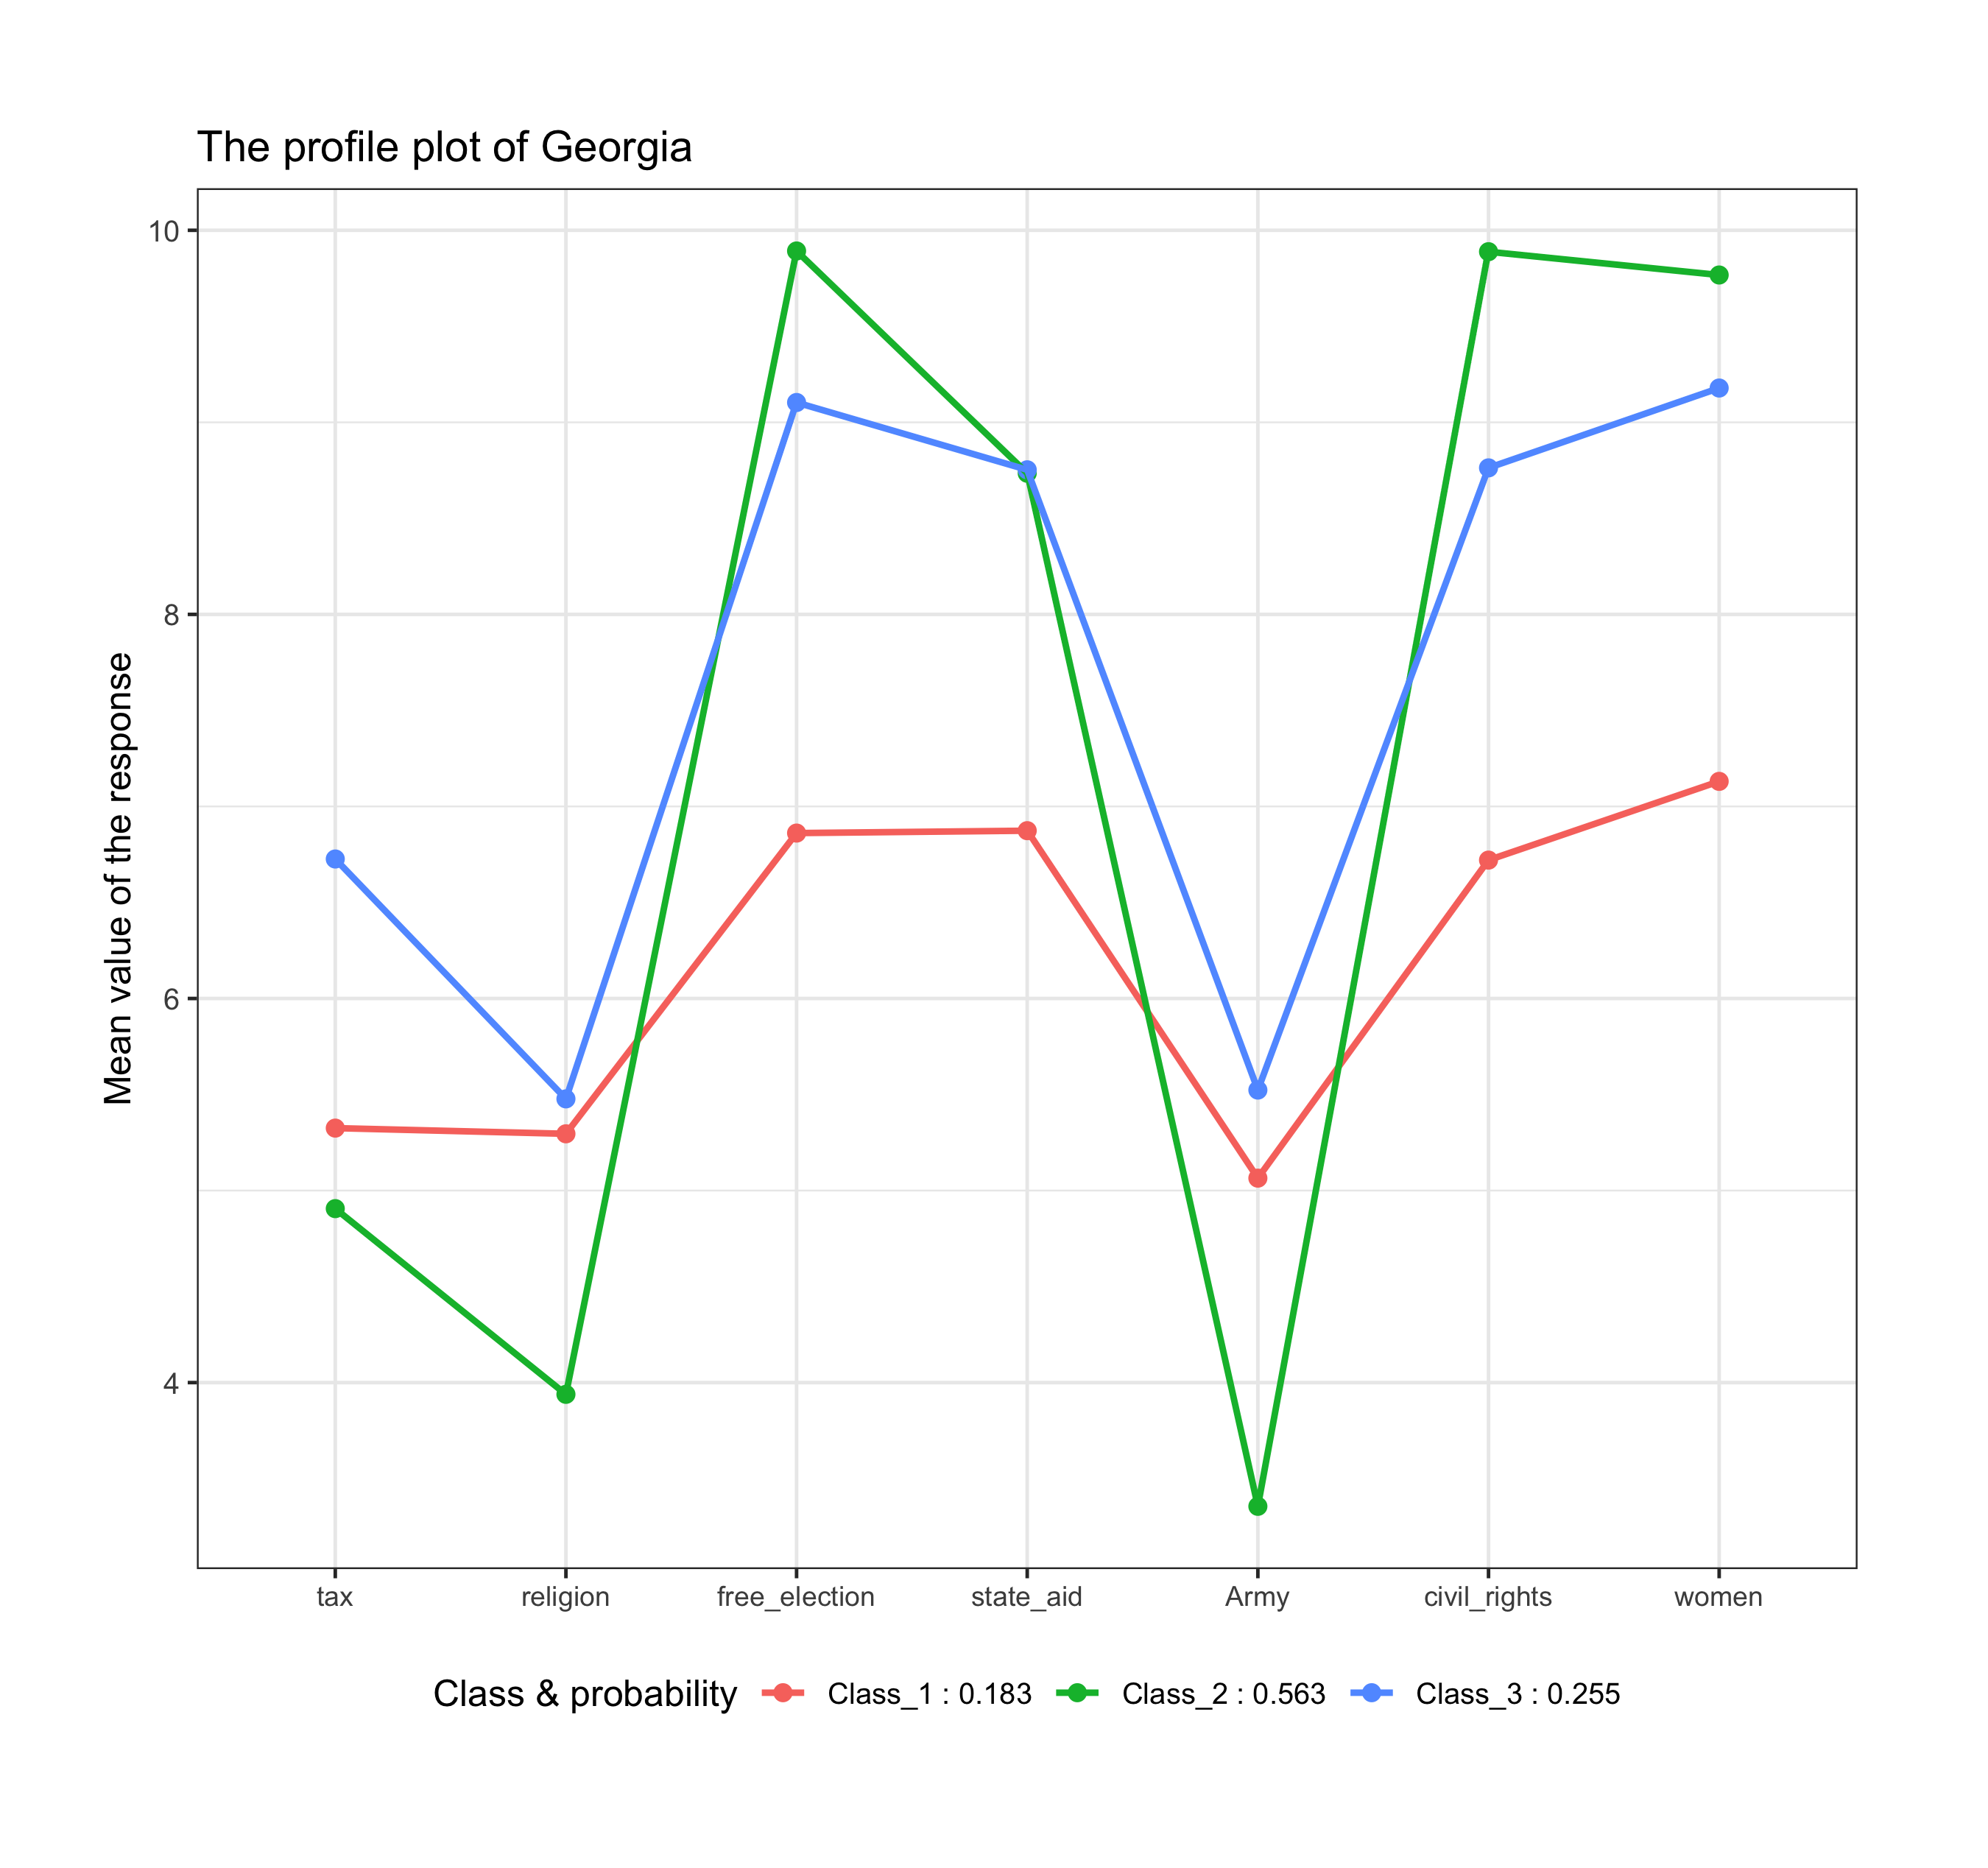 The profile plot of Georgia
10
8
6
4
Mean value of the response
tax religion free_election state_aid Army civil_rights women
Class & probability Class_1 : 0.183 Class_2 : 0.563 Class_3 : 0.255